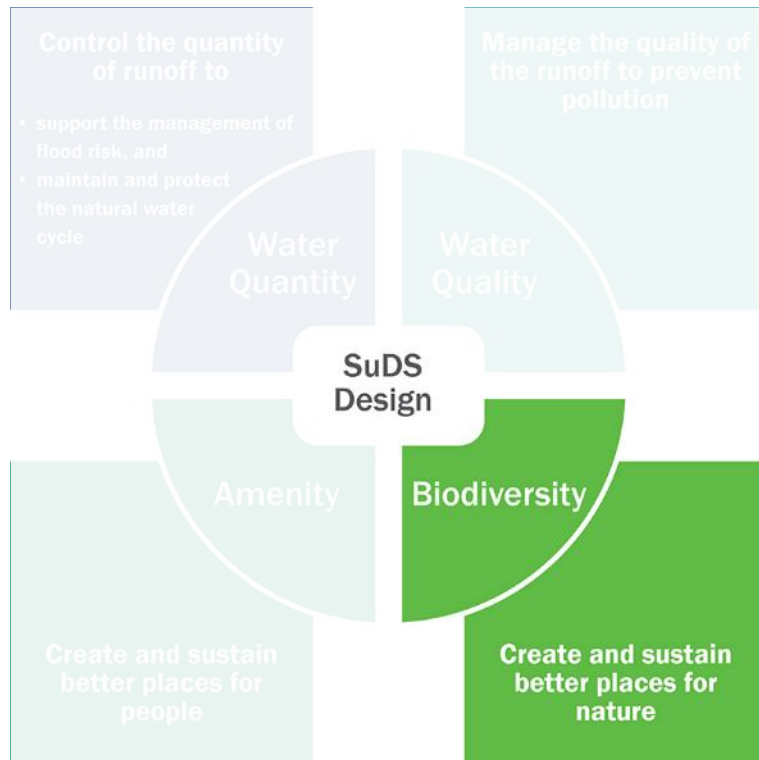 Control the quantity
of runoff to
• support the management of
flood risk, and
• maintain and protect
the natural water
cycle
Manage the quality of
the runoff to prevent
pollution
Water
Quantity
Water
Quality
SuDS
Design
Amenity
Biodiversity
Create and sustain
better places for
people
Create and sustain
better places for
nature